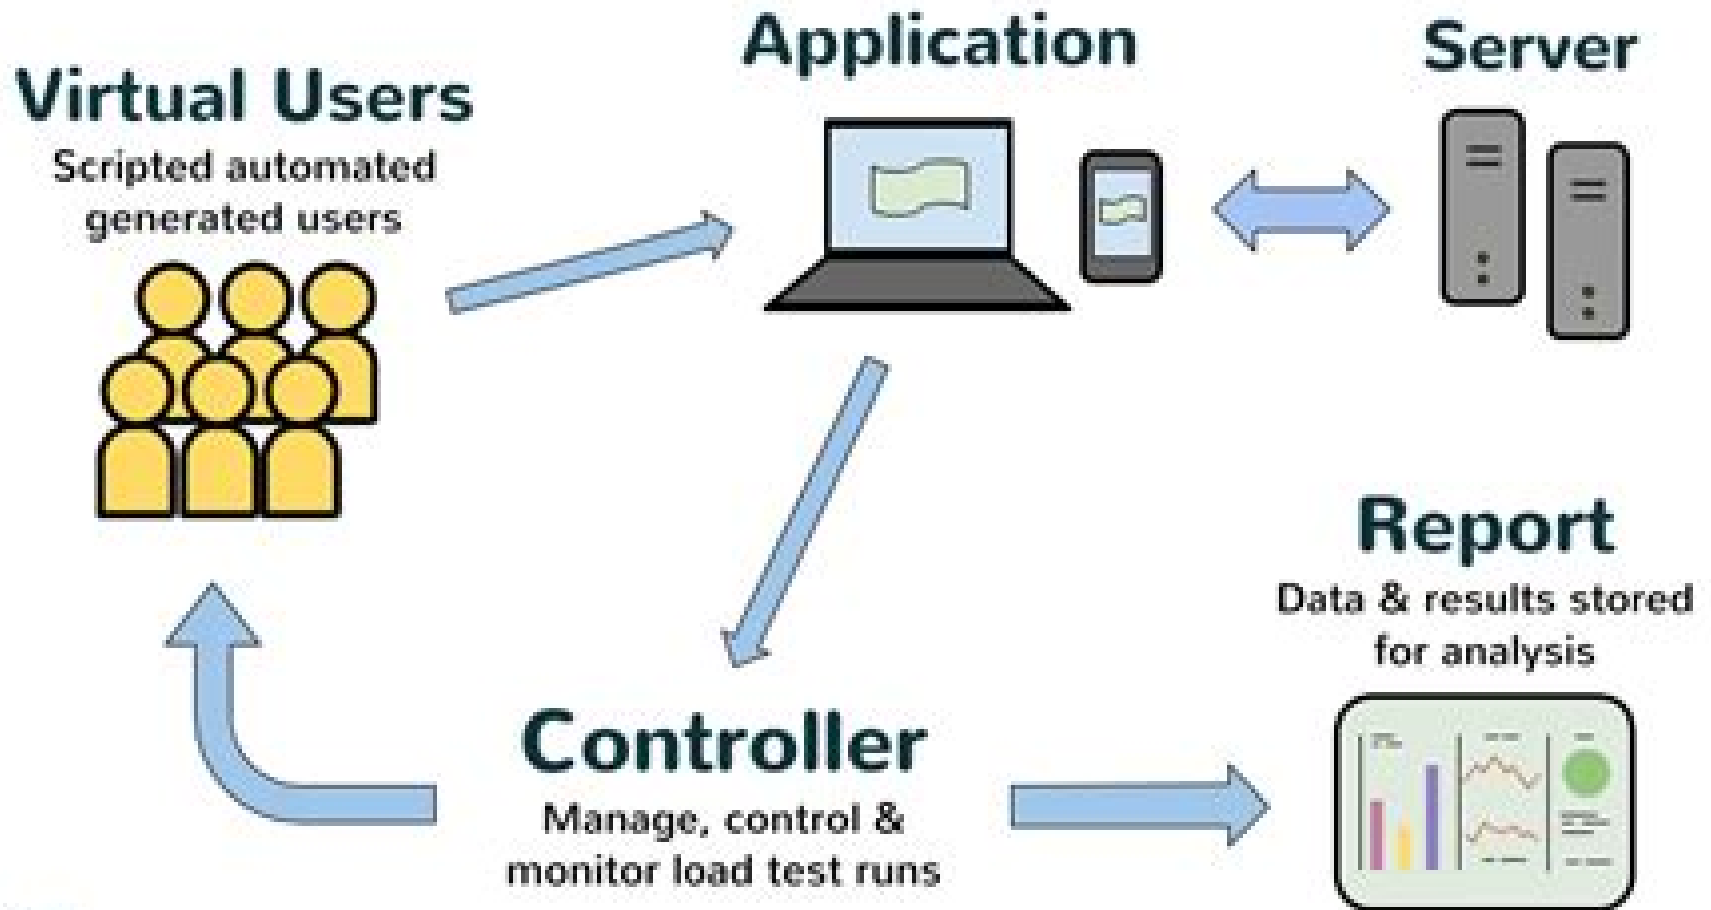 Virtual Users
Scripted automated
generated users
Application
Server
Controller
Manage, control &
monitor load test runs
Report
Data & results stored
for analysis